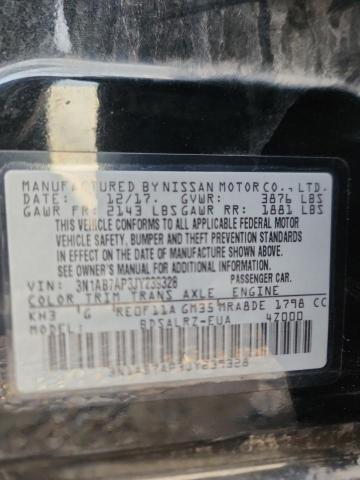 MANUFACTURED BY NISSAN MOTOR CO., LTD.
DATE: 12/17. GVWR: 3876 LBS
GAWR FR: 2143 LBS GAWR RR: 1881 LBS
THIS VEHICLE CONFORMS TO ALL APPLICABLE FEDERAL MOTOR
VEHICLE SAFETY, BUMPER AND THEFT PREVENTION STANDARDS
IN EFFECT ON THE DATE OF MANUFACTURE SHOWN ABOVE.
SEE OWNER'S MANUAL. PASSENGER CAR.
VIN: 3N1AB7AP3JY239328
COLOR TRIM TRANS AXLE ENGINE
KH3 G RE0F11A GM35 MRA8DE 1798 CC
MODEL: BDSALRZ-EUA 47000
3N1AB7AP3JY239328